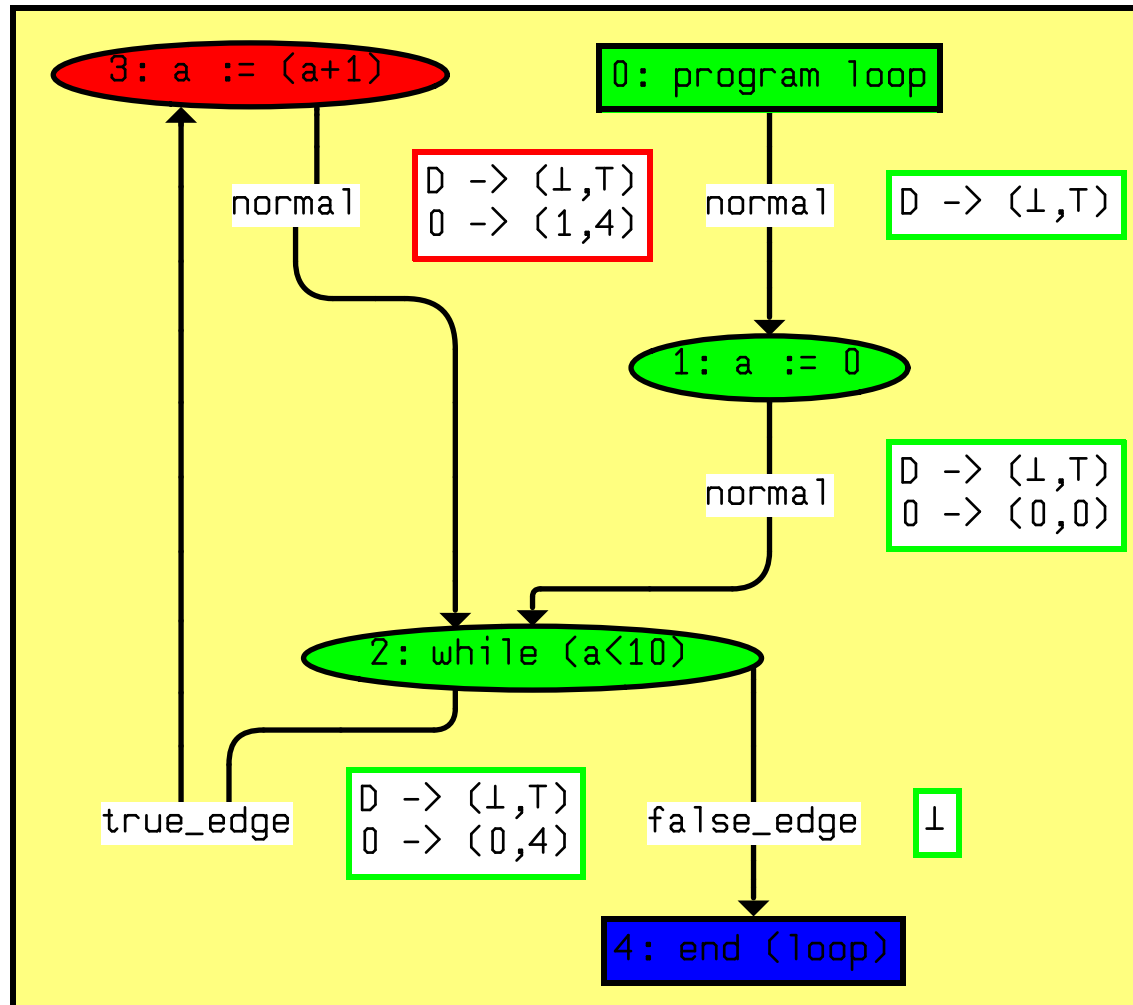 3: a := (a+1)
0: program loop
normal
D -> (⊥,T)
0 -> (1,4)
normal
D -> (⊥,T)
1: a := 0
normal
D -> (⊥,T)
0 -> (0,0)
2: while (a<10)
true_edge
D -> (⊥,T)
0 -> (0,4)
false_edge
⊥
4: end (loop)